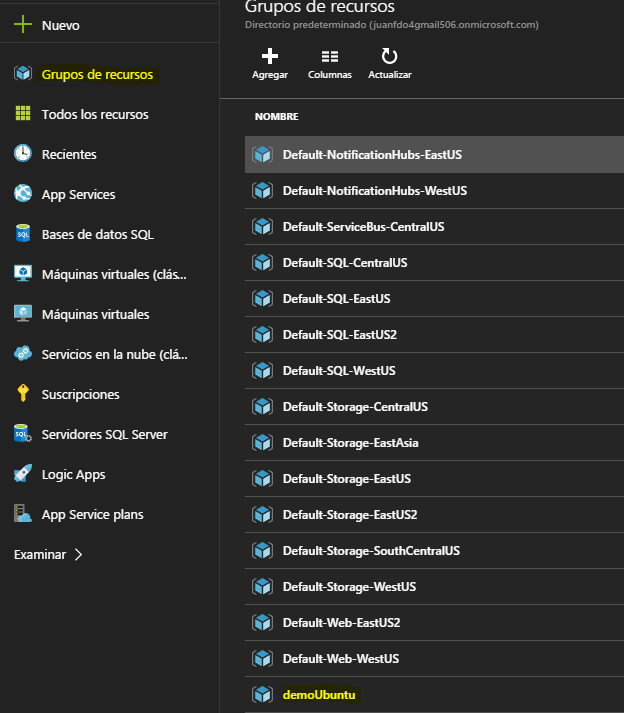 Nuevo
Grupos de recursos
Todos los recursos
Recientes
App Services
Bases de datos SQL
Máquinas virtuales (clás...
Máquinas virtuales
Servicios en la nube (clá...
Suscripciones
Servidores SQL Server
Logic Apps
App Service plans
Examinar
Grupos de recursos
Directorio predeterminado (juanfdo4gmail506.onmicrosoft.com)
Agregar Columnas Actualizar
NOMBRE
Default-NotificationHubs-EastUS
Default-NotificationHubs-WestUS
Default-ServiceBus-CentralUS
Default-SQL-CentralUS
Default-SQL-EastUS
Default-SQL-EastUS2
Default-SQL-WestUS
Default-Storage-CentralUS
Default-Storage-EastAsia
Default-Storage-EastUS
Default-Storage-EastUS2
Default-Storage-SouthCentralUS
Default-Storage-WestUS
Default-Web-EastUS2
Default-Web-WestUS
demoUbuntu